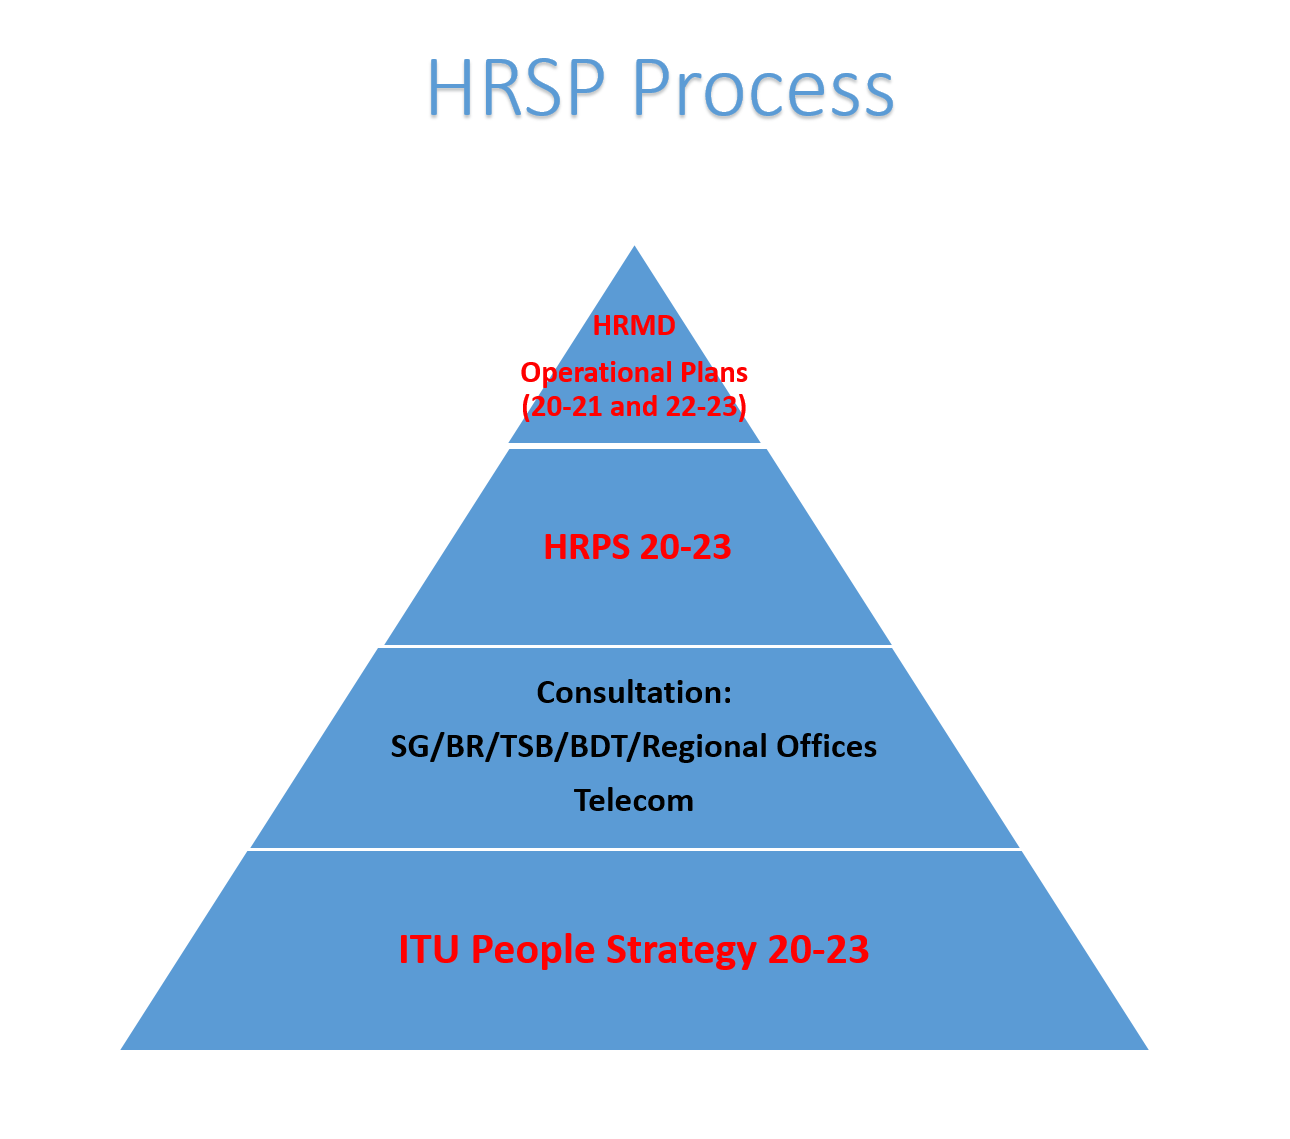 HRSP Process
HRMD
Operational Plans
(20-21 and 22-23)
HRPS 20-23
Consultation:
SG/BR/TSB/BDT/Regional Offices
Telecom
ITU People Strategy 20-23